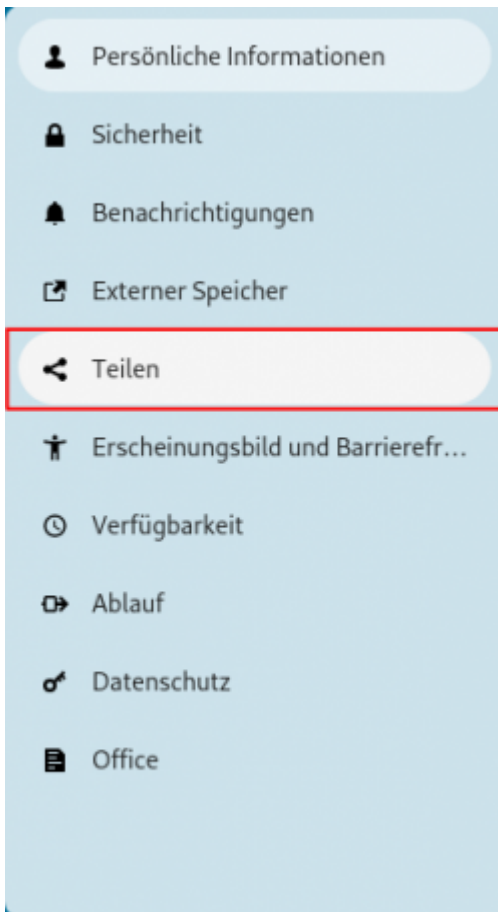 Persönliche Informationen
Sicherheit
Benachrichtigungen
Externer Speicher
Teilen
Erscheinungsbild und Barrierefr...
Verfügbarkeit
Ablauf
Datenschutz
Office